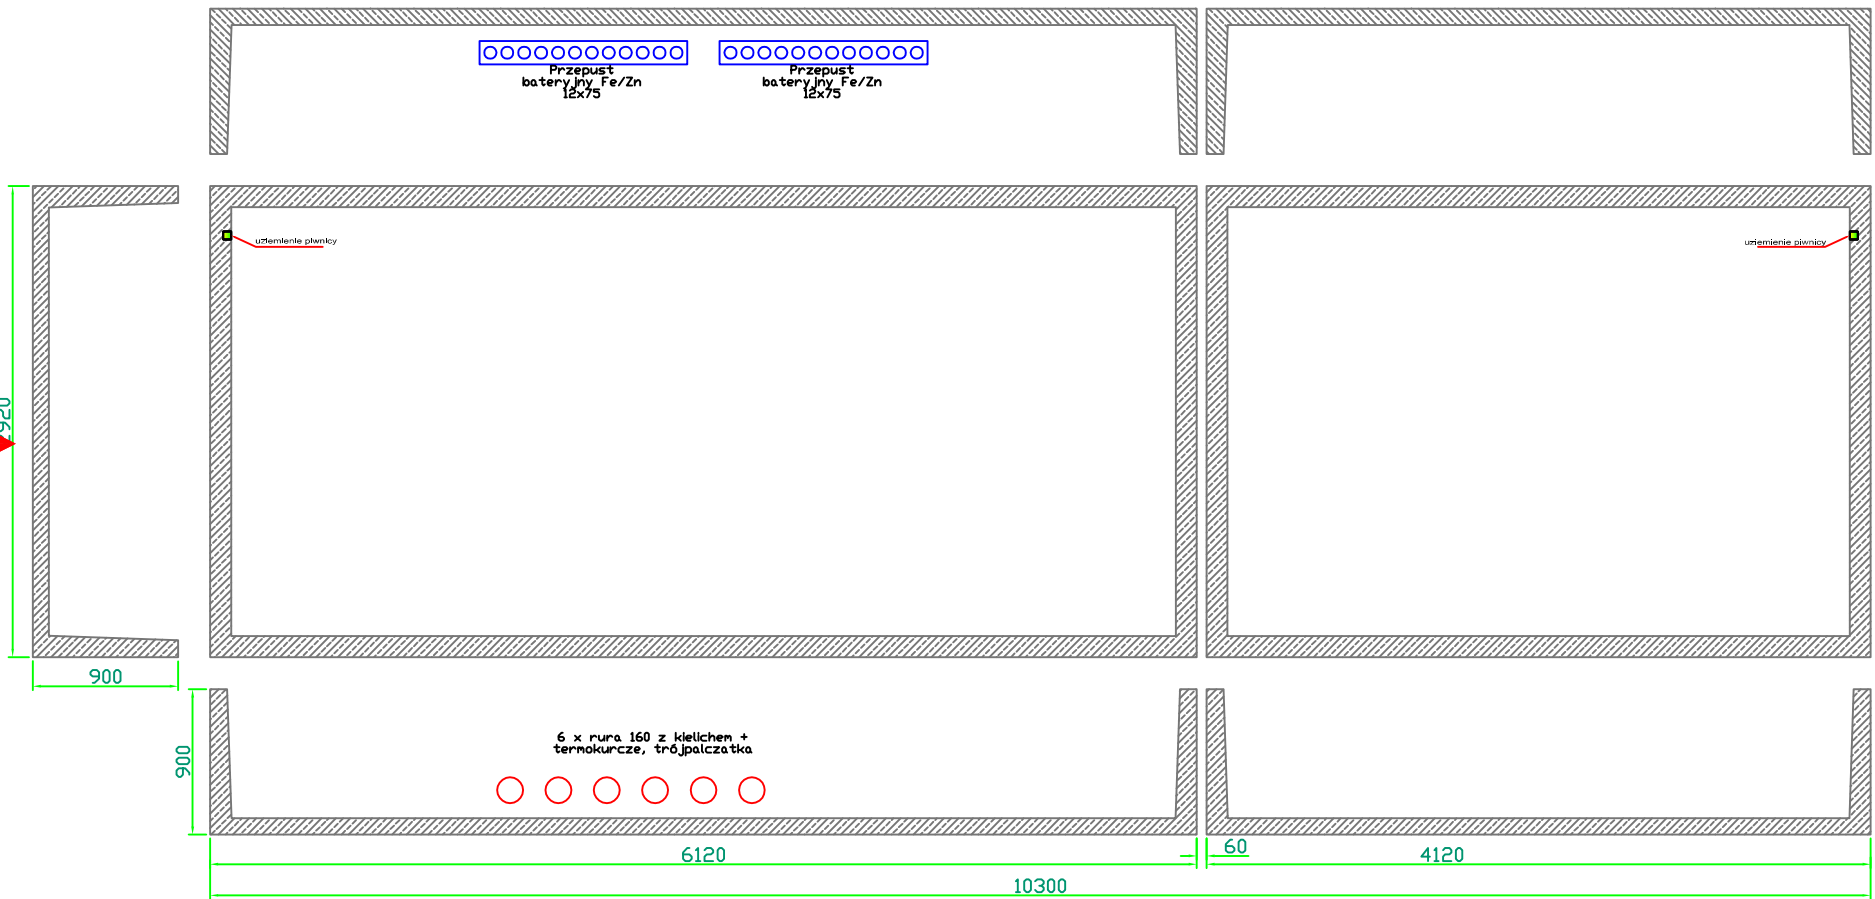 Przepust
bateryjny Fe/Zn
12x75
Przepust
bateryjny Fe/Zn
12x75
uziemienie piwnicy
uziemienie piwnicy
900
900
6 x rura 160 z kielichem +
termokurcze, trójpalczatka
6120
60
4120
10300